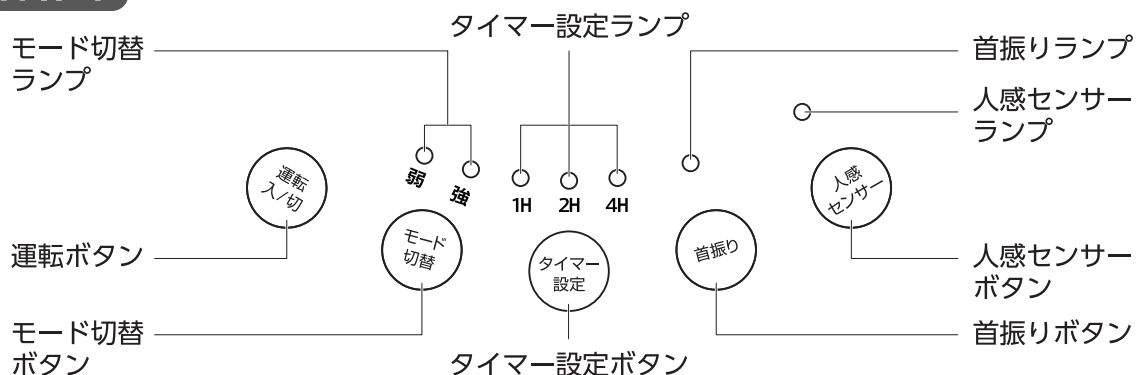 タイマー設定ランプ
モード切替
ランプ
首振りランプ
人感センサー
ランプ
弱
強
1H
2H
4H
運転
入/切
モード
切替
タイマー
設定
首振り
人感
センサー
運転ボタン
人感センサー
ボタン
モード切替
ボタン
タイマー設定ボタン
首振りボタン